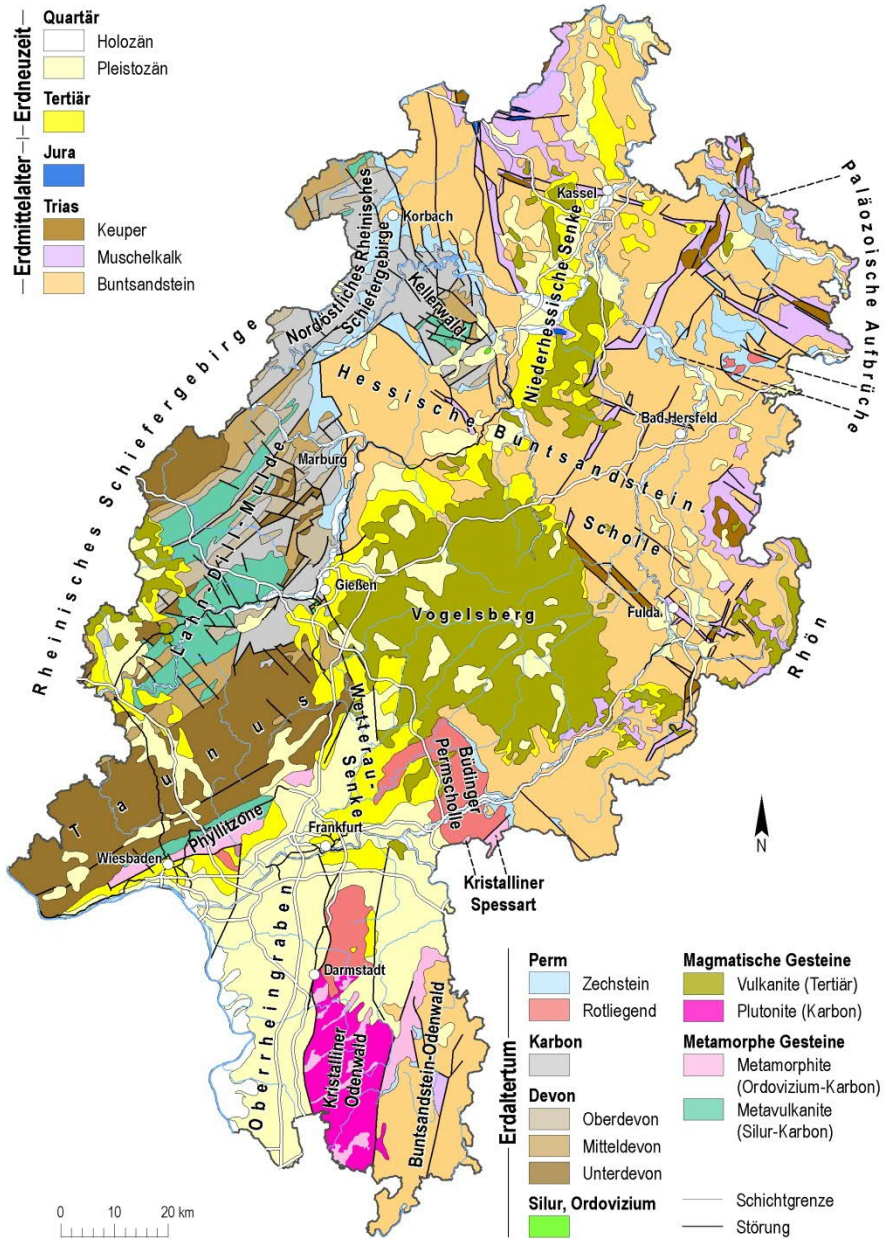 Quartär
Holozän
Pleistozän
Tertiär
Jura
Trias
Keuper
Muschelkalk
Buntsandstein
Erdneuzeit
Erdmittelalter
Kassel
Korbach
Nordöstliches Rheinisches
Schiefergebirge
Kellerwald
Niederhessische Senke
Paläozoische Aufbrüche
Rheinisches Schiefergebirge
Hessische Buntsandstein-
Scholle
Bad Hersfeld
Marburg
Lahn-Dill-Mulde
Gießen
Vogelsberg
Fulda
Rhön
Taunus
Wetterau-
Senke
Büdinger
Permscholle
Phyllitzone
Frankfurt
Wiesbaden
Kristalliner
Spessart
N
Oberrheingraben
Darmstadt
Kristalliner
Odenwald
Buntsandstein-Odenwald
Erdaltertum
Perm
Zechstein
Rotliegend
Karbon
Devon
Oberdevon
Mitteldevon
Unterdevon
Silur, Ordovizium
Magmatische Gesteine
Vulkanite (Tertiär)
Plutonite (Karbon)
Metamorphe Gesteine
Metamorphite
(Ordovizium-Karbon)
Metavulkanite
(Silur-Karbon)
Schichtgrenze
Störung
0 10 20 km